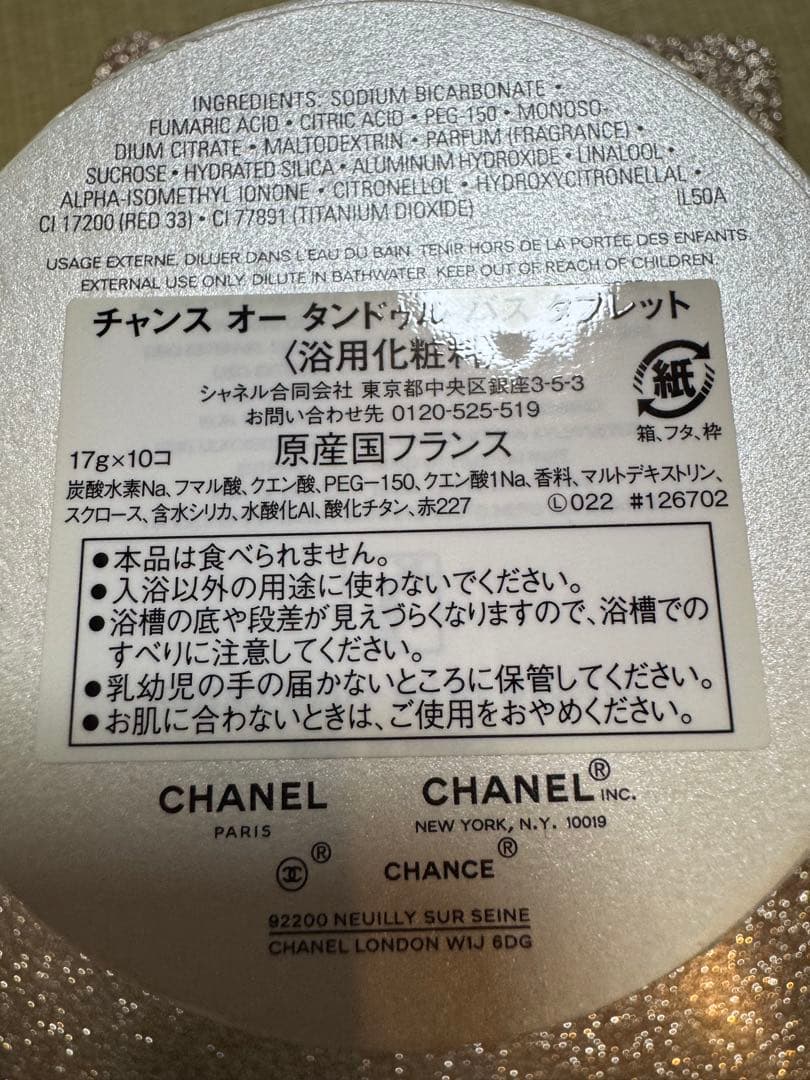 INGREDIENTS: SODIUM BICARBONATE •
FUMARIC ACID • CITRIC ACID • PEG-150 • MONOSO-
DIUM CITRATE • MALTODEXTRIN • PARFUM (FRAGRANCE) •
SUCROSE • HYDRATED SILICA • ALUMINUM HYDROXIDE • LINALOOL •
ALPHA-ISOMETHYL IONONE • CITRONELLOL • HYDROXYCITRONELLAL •
CI 17200 (RED 33) • CI 77891 (TITANIUM DIOXIDE) IL50A
USAGE EXTERNE. DILUER DANS L'EAU DU BAIN. TENIR HORS DE LA PORTÉE DES ENFANTS.
EXTERNAL USE ONLY. DILUTE IN BATHWATER. KEEP OUT OF REACH OF CHILDREN.
チャンス オー タンドゥル バス タブレット
〈浴用化粧料〉
シャネル合同会社 東京都中央区銀座3-5-3
お問い合わせ先 0120-525-519
紙
箱、フタ、枠
17g×10コ 原産国フランス
炭酸水素Na、フマル酸、クエン酸、PEG-150、クエン酸1Na、香料、マルトデキストリン、
スクロース、含水シリカ、水酸化Al、酸化チタン、赤227 Ⓛ022 #126702
●本品は食べられません。
●入浴以外の用途に使わないでください。
●浴槽の底や段差が見えづらくなりますので、浴槽での
すべりに注意してください。
●乳幼児の手の届かないところに保管してください。
●お肌に合わないときは、ご使用をおやめください。
CHANEL CHANEL® INC.
PARIS NEW YORK, N.Y. 10019
® CHANCE®
92200 NEUILLY SUR SEINE
CHANEL LONDON W1J 6DG